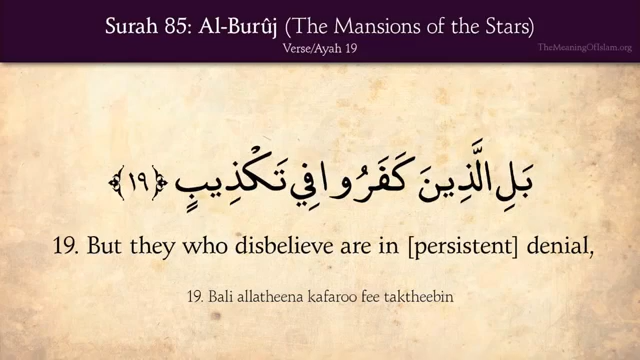 Surah 85: Al-Burûj (The Mansions of the Stars)
Verse/Ayah 19
TheMeaningOfIslam.org
بَلِ الَّذِينَ كَفَرُوا فِي تَكْذِيبٍ ﴿١٩﴾
19. But they who disbelieve are in [persistent] denial,
19. Bali allatheena kafaroo fee taktheebin